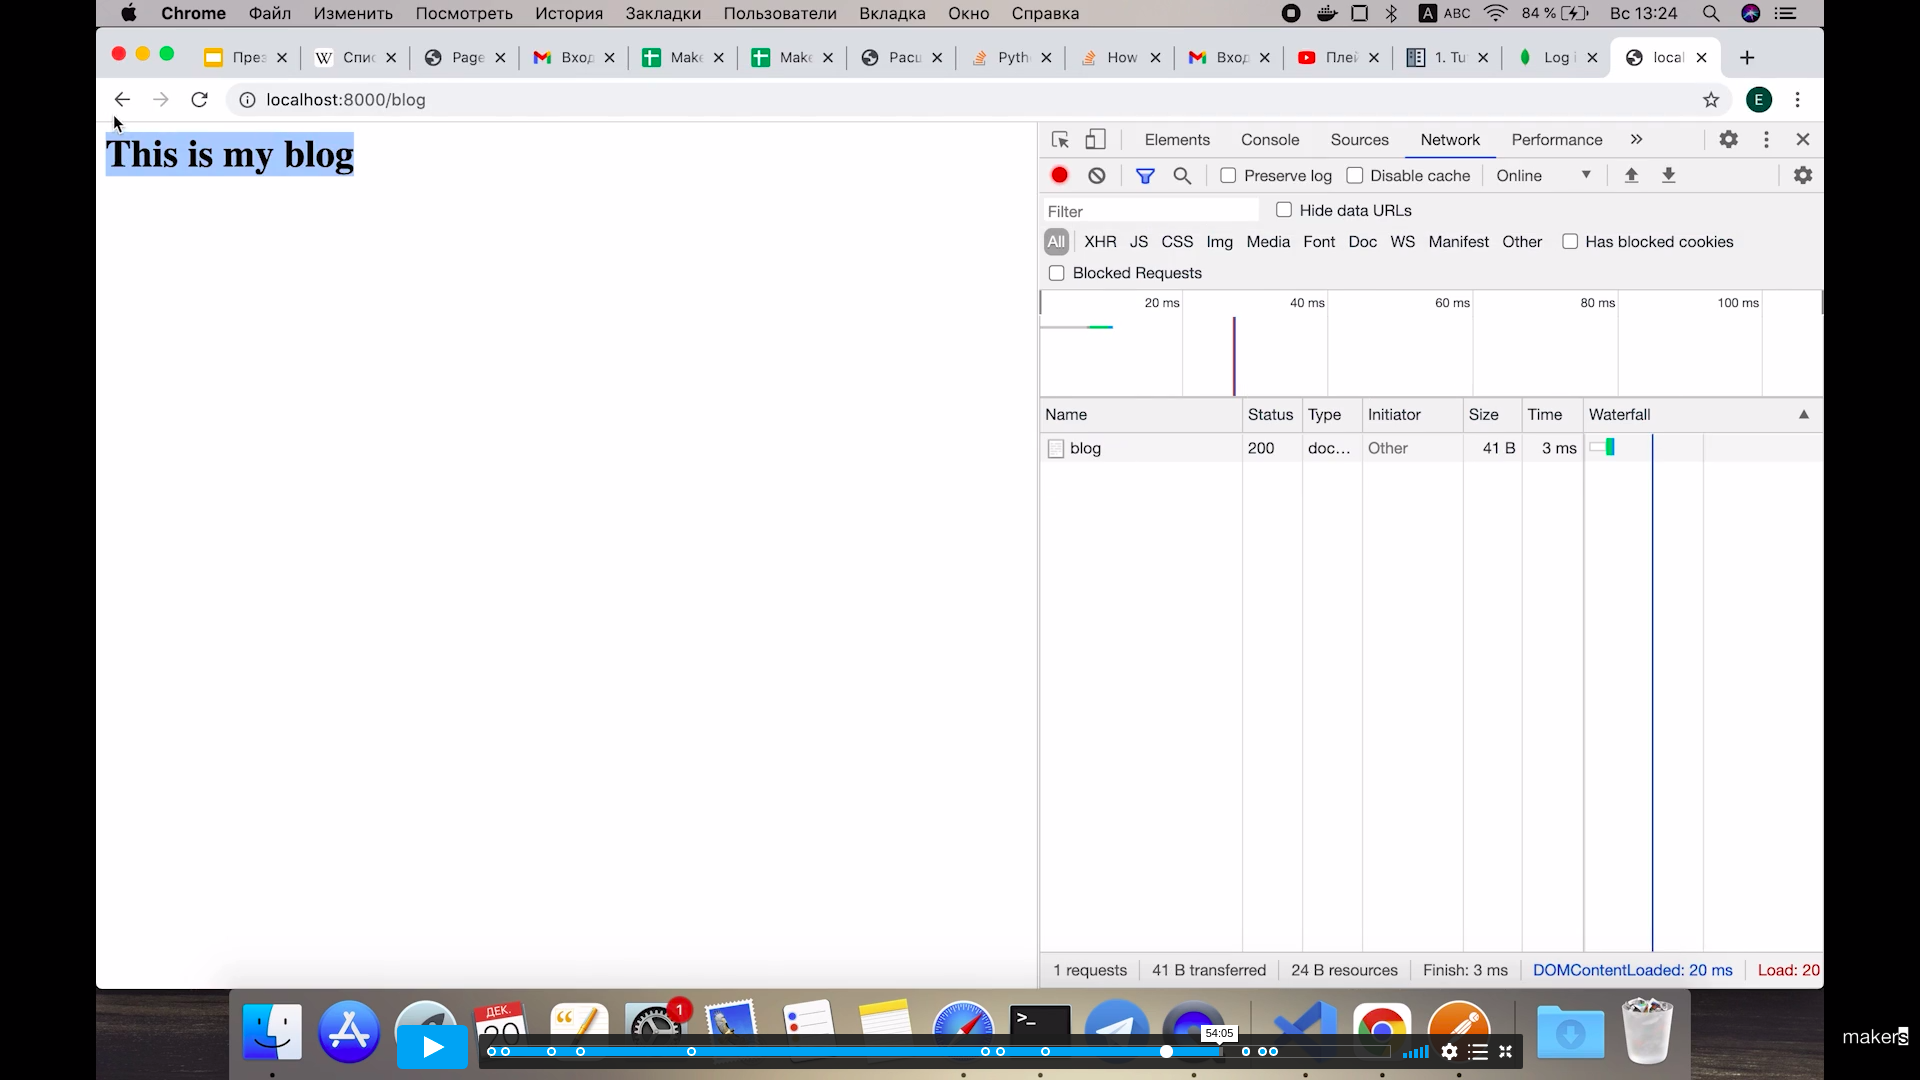 Chrome Файл Изменить Посмотреть История Закладки Пользователи Вкладка Окно Справка A ABC 84 % Вс 13:24
През Спис Page Вход Make Make Расц Pyth How Вход Плей 1. Tu Log i local
localhost:8000/blog E
This is my blog
Elements Console Sources Network Performance
Preserve log Disable cache Online
Filter Hide data URLs
All XHR JS CSS Img Media Font Doc WS Manifest Other Has blocked cookies
Blocked Requests
20 ms 40 ms 60 ms 80 ms 100 ms
Name Status Type Initiator Size Time Waterfall
blog 200 doc... Other 41 B 3 ms
1 requests 41 B transferred 24 B resources Finish: 3 ms DOMContentLoaded: 20 ms Load: 20
ДЕК. 1
54:05
makers